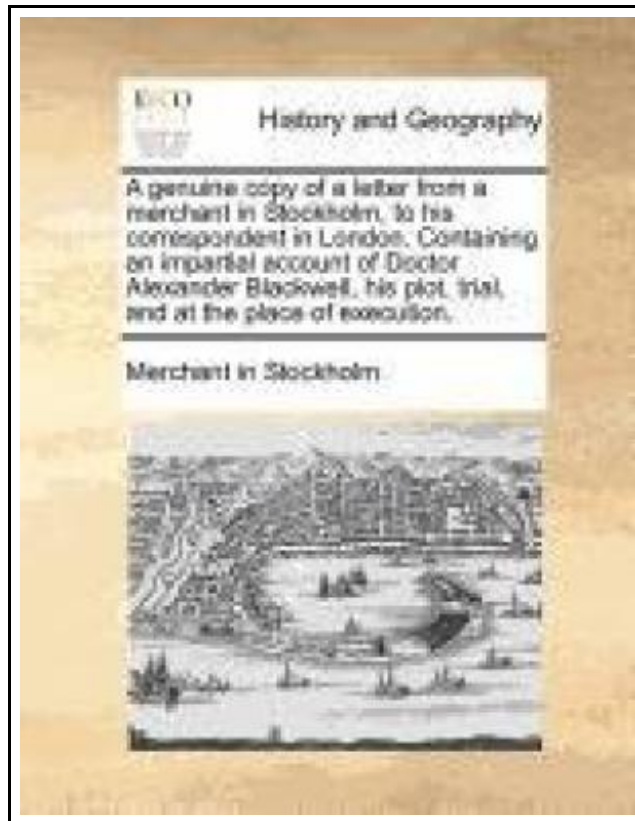 ECCO
History and Geography
A genuine copy of a letter from a
merchant in Stockholm, to his
correspondent in London. Containing
an impartial account of Doctor
Alexander Blackwell, his plot, trial,
and at the place of execution.
Merchant in Stockholm